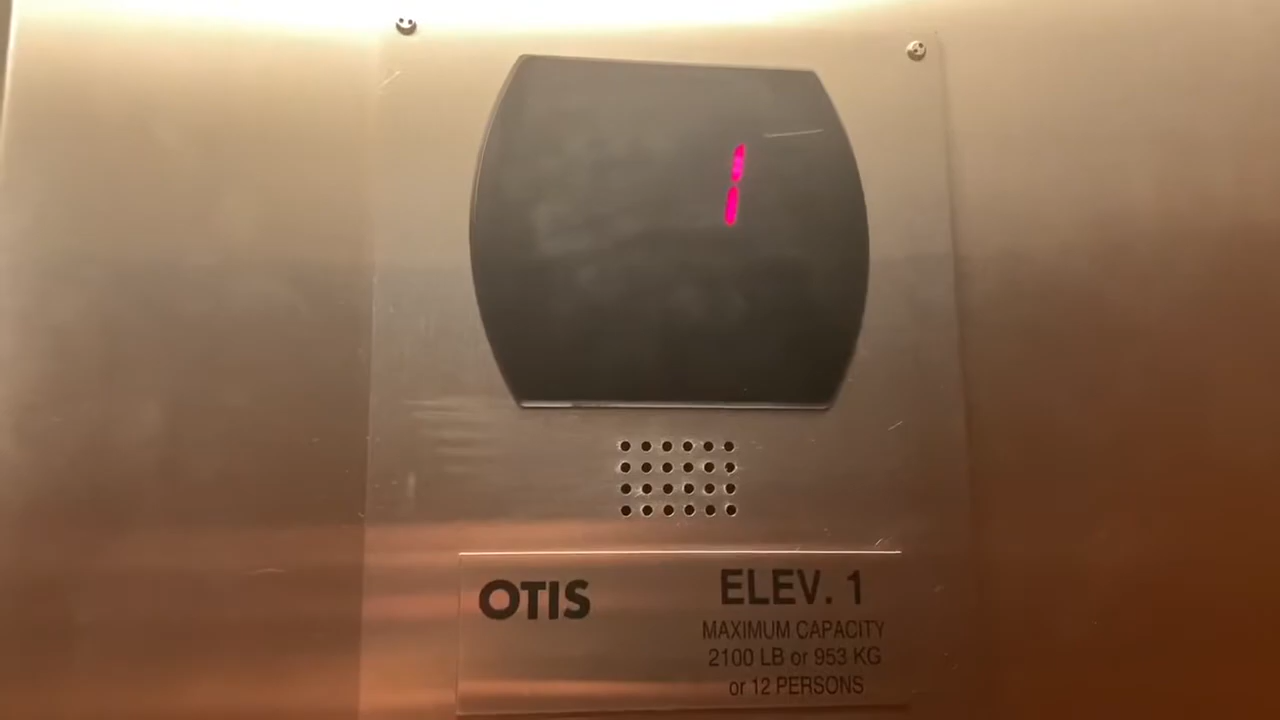 1
OTIS
ELEV. 1
MAXIMUM CAPACITY
2100 LB or 953 KG
or 12 PERSONS